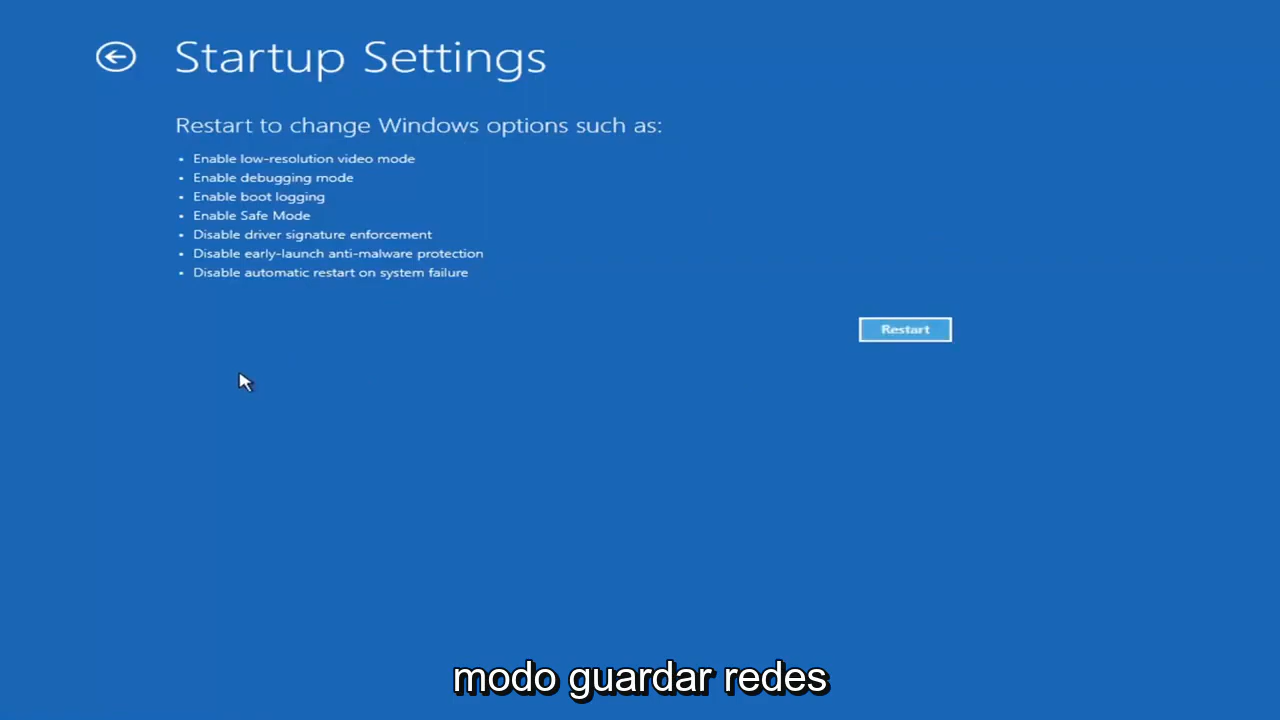 Startup Settings
Restart to change Windows options such as:
• Enable low-resolution video mode
• Enable debugging mode
• Enable boot logging
• Enable Safe Mode
• Disable driver signature enforcement
• Disable early-launch anti-malware protection
• Disable automatic restart on system failure
Restart
modo guardar redes